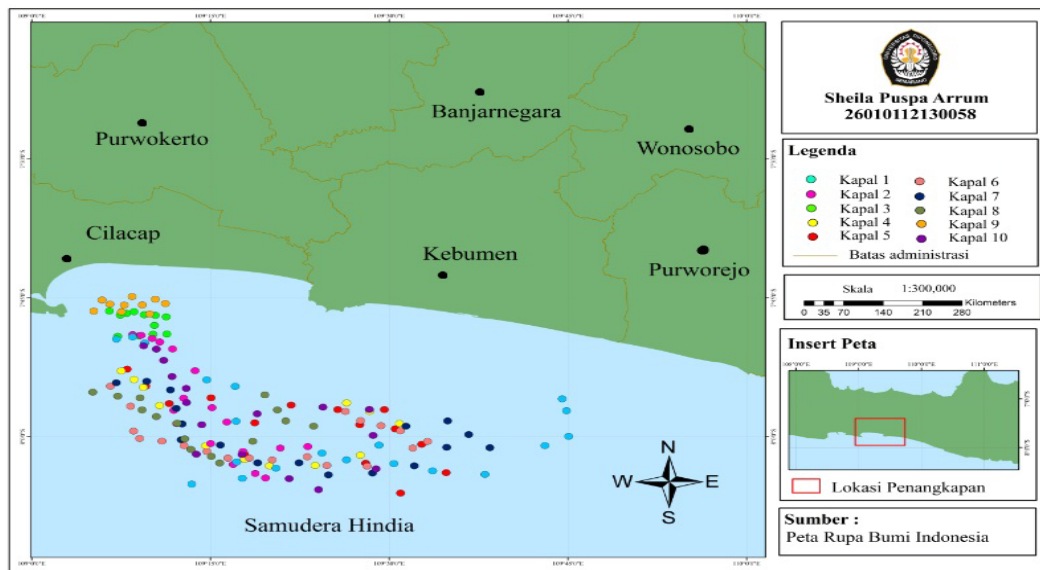 Purwokerto
Banjarnegara
Wonosobo
Cilacap
Kebumen
Purworejo
Samudera Hindia
N
W E
S
Sheila Puspa Arrum
26010112130058
Legenda
Kapal 1 Kapal 6
Kapal 2 Kapal 7
Kapal 3 Kapal 8
Kapal 4 Kapal 9
Kapal 5 Kapal 10
Batas administrasi
Skala 1:300,000
Kilometers
0 35 70 140 210 280
Insert Peta
Lokasi Penangkapan
Sumber :
Peta Rupa Bumi Indonesia